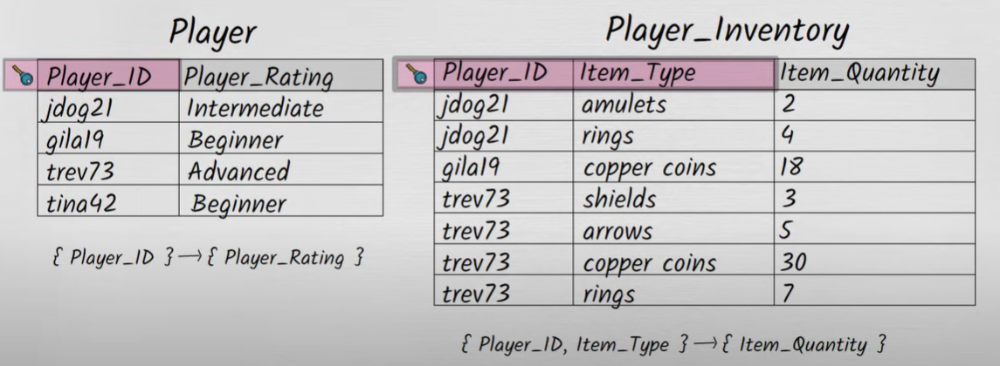 Player
Player_ID Player_Rating
jdog21 Intermediate
gila19 Beginner
trev73 Advanced
tina42 Beginner
{ Player_ID } → { Player_Rating }
Player_Inventory
Player_ID Item_Type Item_Quantity
jdog21 amulets 2
jdog21 rings 4
gila19 copper coins 18
trev73 shields 3
trev73 arrows 5
trev73 copper coins 30
trev73 rings 7
{ Player_ID, Item_Type } → { Item_Quantity }